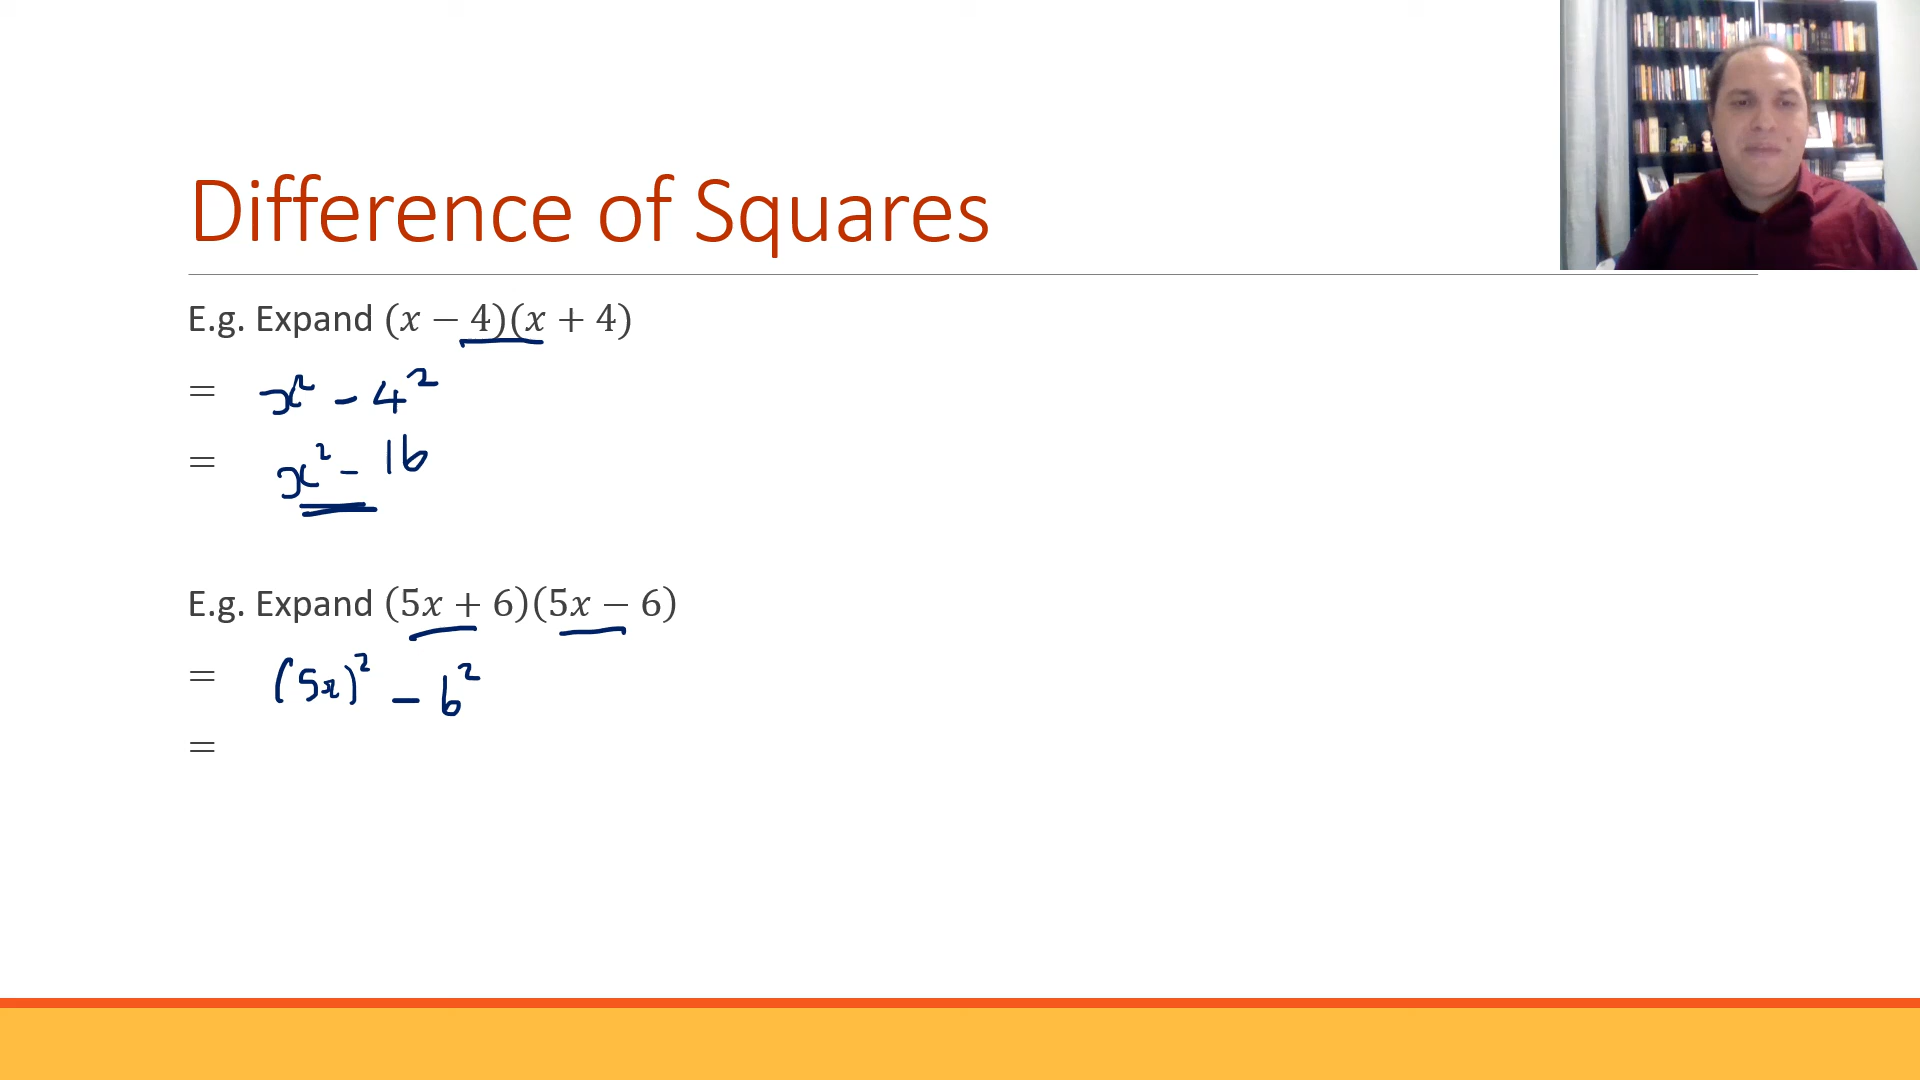 Difference of Squares
E.g. Expand (𝑥 − 4)(𝑥 + 4)
= x² − 4²
= x² − 16
E.g. Expand (5𝑥 + 6)(5𝑥 − 6)
= (5x)² − 6²
=